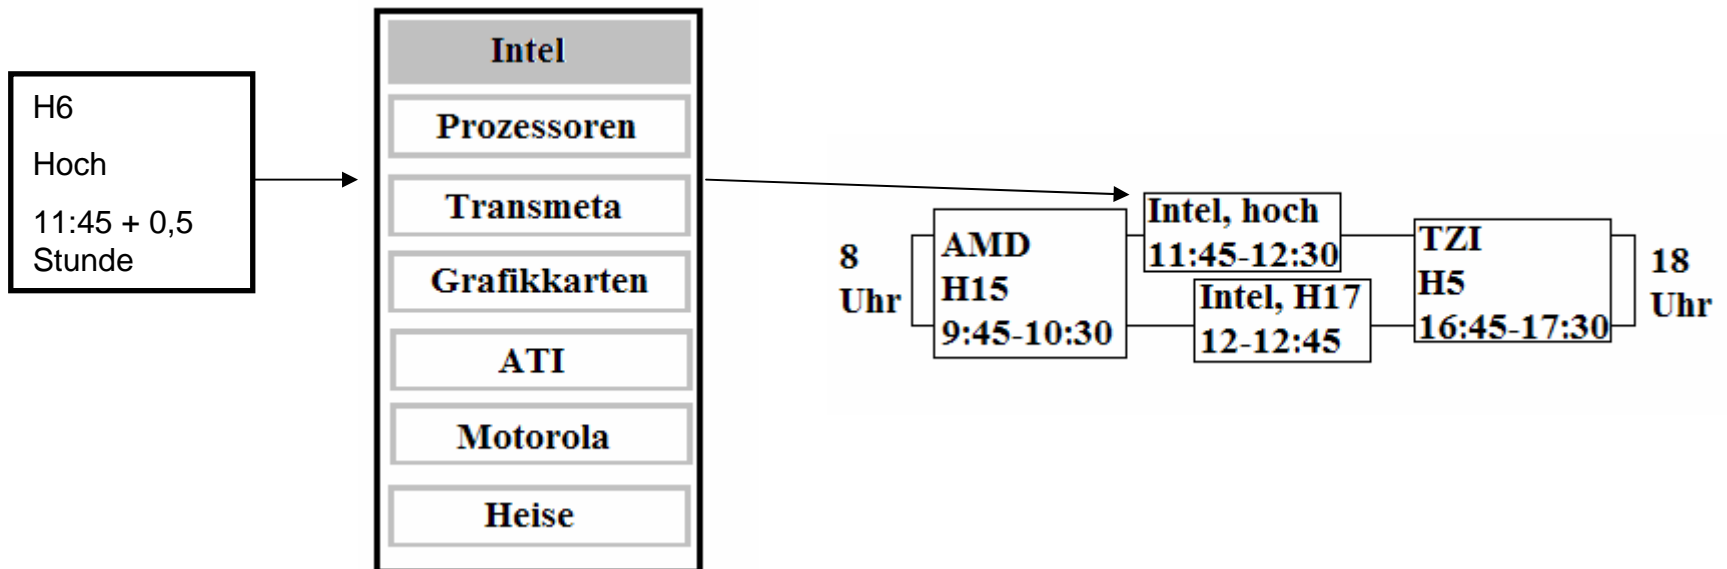 H6
Hoch
11:45 + 0,5
Stunde
Intel
Prozessoren
Transmeta
Grafikkarten
ATI
Motorola
Heise
8
Uhr
AMD
H15
9:45-10:30
Intel, hoch
11:45-12:30
Intel, H17
12-12:45
TZI
H5
16:45-17:30
18
Uhr